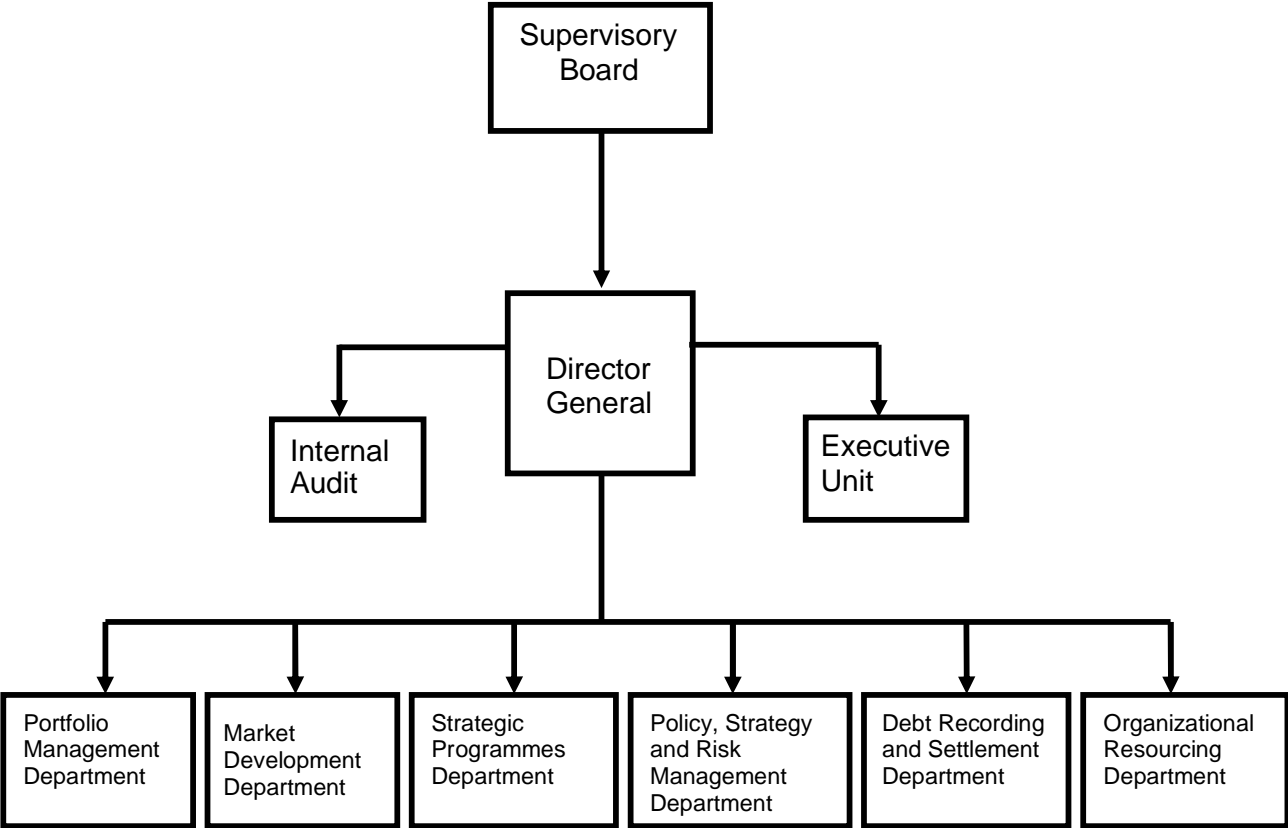 Supervisory
Board
Director
General
Internal
Audit
Executive
Unit
Portfolio
Management
Department
Market
Development
Department
Strategic
Programmes
Department
Policy, Strategy
and Risk
Management
Department
Debt Recording
and Settlement
Department
Organizational
Resourcing
Department